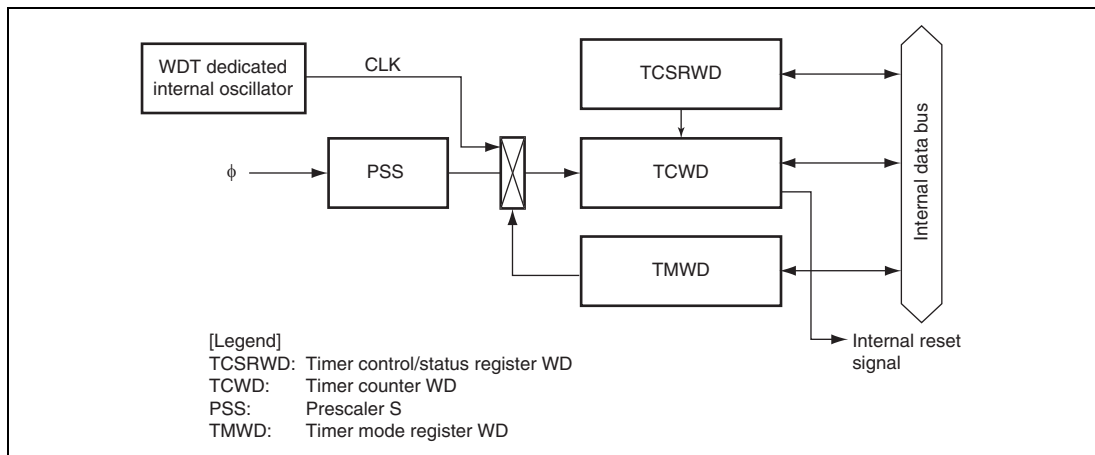 WDT dedicated
internal oscillator
CLK
TCSRWD
ϕ
PSS
TCWD
Internal data bus
TMWD
Internal reset
signal
[Legend]
TCSRWD: Timer control/status register WD
TCWD: Timer counter WD
PSS: Prescaler S
TMWD: Timer mode register WD